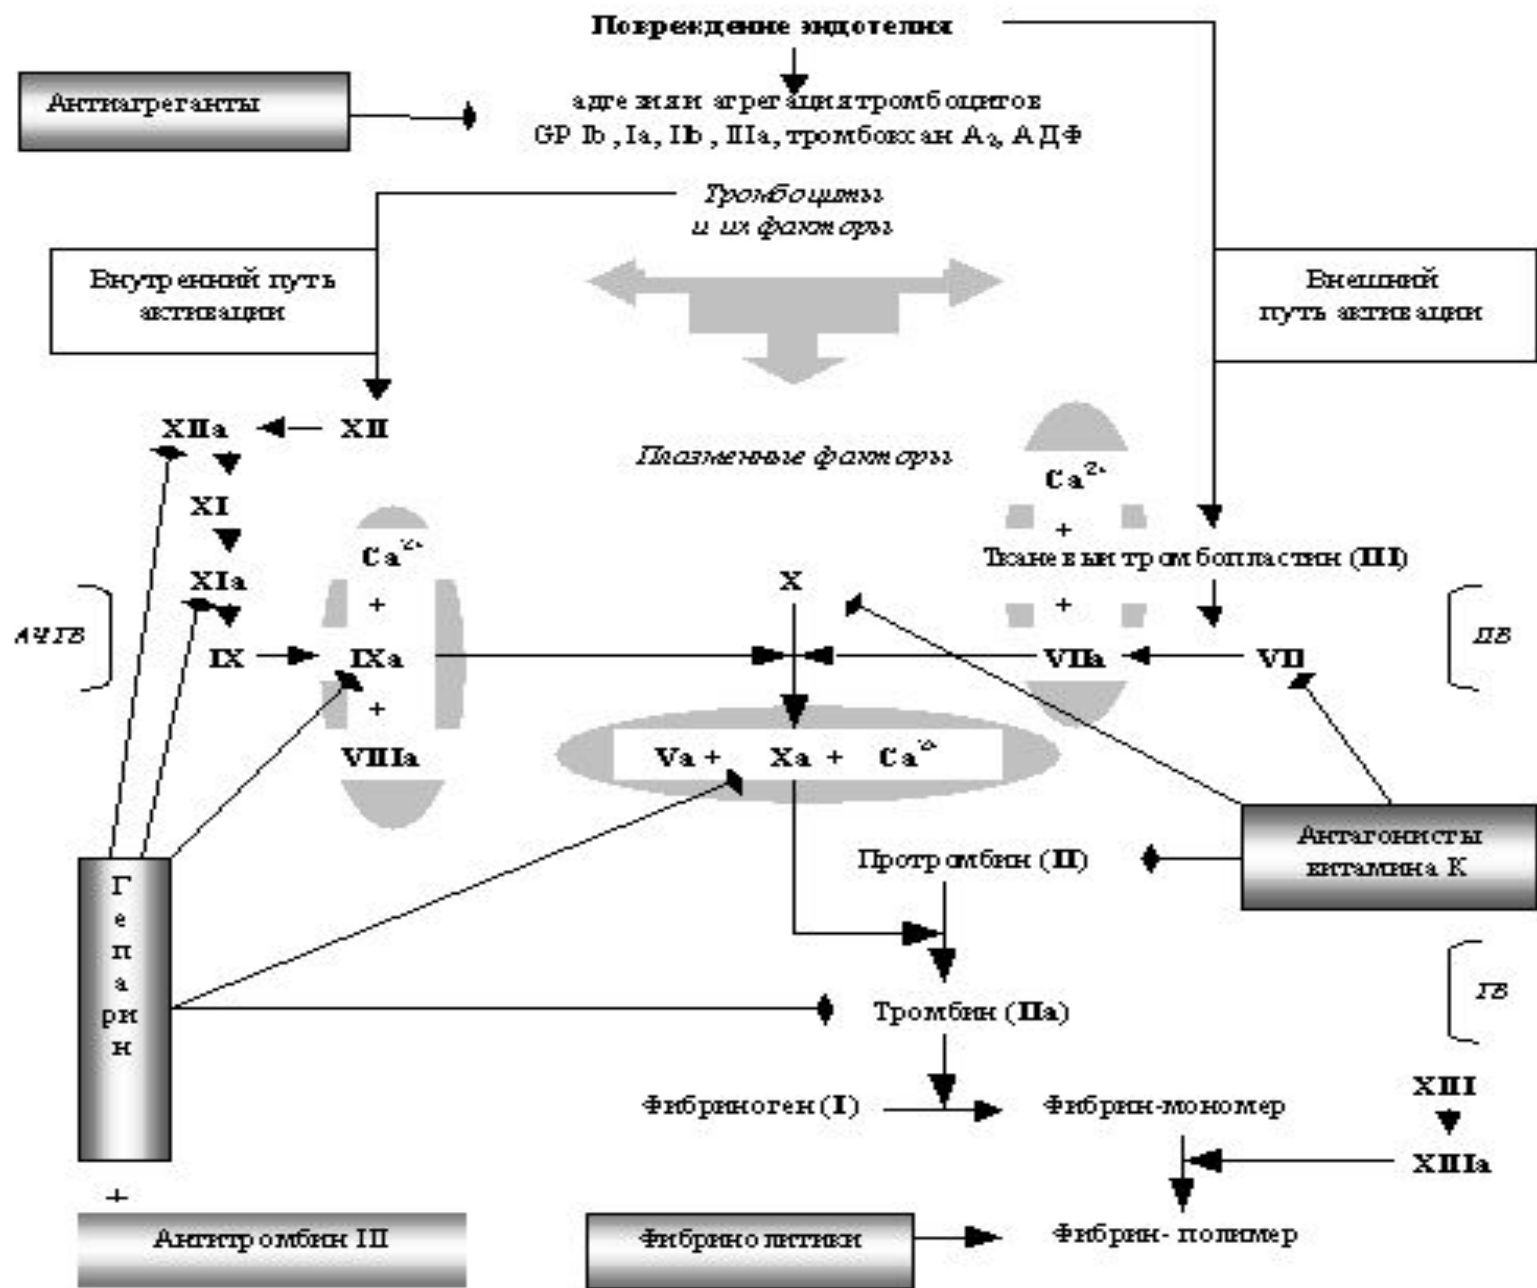 Повреждение эндотелия
Антиагреганты
адгезия и агрегация тромбоцитов
GP Ib, Ia, IIb, IIIa, тромбоксан A₂, АДФ
Тромбоциты
и их факторы
Внутренний путь
активации
Внешний
путь активации
XIIa
XII
Плазменные факторы
Ca²⁺
+
XI
Ca²⁺
Тканевый тромбопластин (III)
XIa
X
+
+
АЧТВ
ПВ
IX
IXa
VIIa
VII
+
VIIIa
Va + Xa + Ca²⁺
Антагонисты
витамина К
Протромбин (II)
Г
е
п
а
ри
н
ТВ
Тромбин (IIa)
XIII
Фибриноген (I)
Фибрин-мономер
XIIIa
+
Антитромбин III
Фибринолитики
Фибрин- полимер